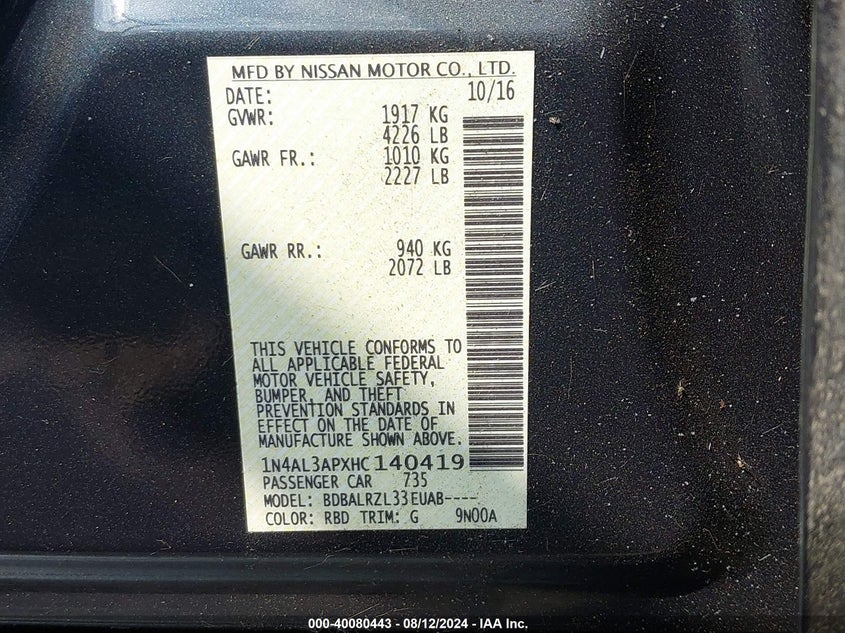 MFD BY NISSAN MOTOR CO., LTD.
DATE: 10/16
GVWR: 1917 KG
4226 LB
GAWR FR.: 1010 KG
2227 LB
GAWR RR.: 940 KG
2072 LB
THIS VEHICLE CONFORMS TO
ALL APPLICABLE FEDERAL
MOTOR VEHICLE SAFETY,
BUMPER, AND THEFT
PREVENTION STANDARDS IN
EFFECT ON THE DATE OF
MANUFACTURE SHOWN ABOVE.
1N4AL3APXHC140419
PASSENGER CAR 735
MODEL: BDBALRZL33EUAB----
COLOR: RBD TRIM: G 9N00A
000-40080443 - 08/12/2024 - IAA Inc.